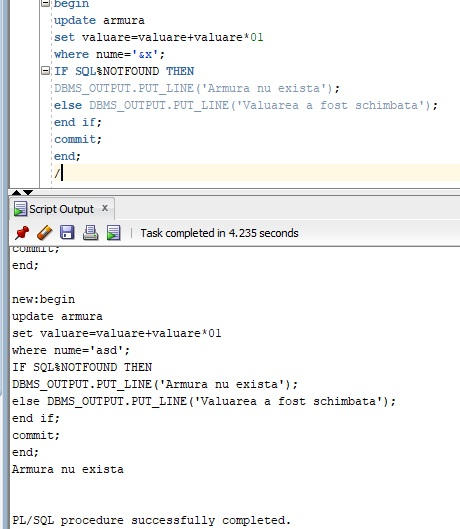 begin
update armura
set valuare=valuare+valuare*01
where nume='&x';
IF SQL%NOTFOUND THEN
DBMS_OUTPUT.PUT_LINE('Armura nu exista');
else DBMS_OUTPUT.PUT_LINE('Valuarea a fost schimbata');
end if;
commit;
end;
/
Script Output x
Task completed in 4.235 seconds
commit;
end;
new:begin
update armura
set valuare=valuare+valuare*01
where nume='asd';
IF SQL%NOTFOUND THEN
DBMS_OUTPUT.PUT_LINE('Armura nu exista');
else DBMS_OUTPUT.PUT_LINE('Valuarea a fost schimbata');
end if;
commit;
end;
Armura nu exista
PL/SQL procedure successfully completed.